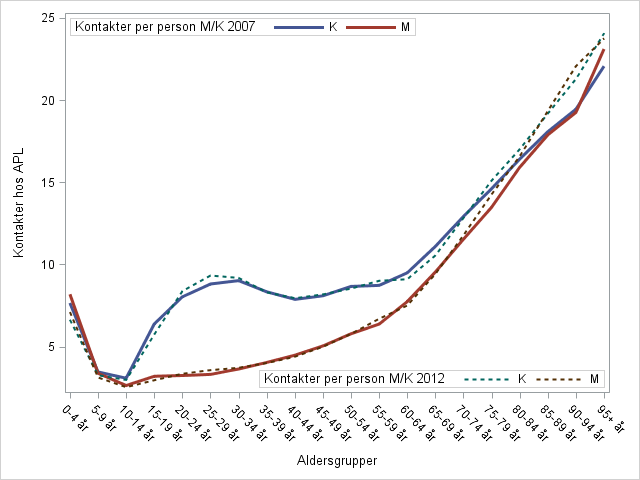 Kontakter per person M/K 2007 K M
25
20
15
10
5
Kontakter hos APL
Kontakter per person M/K 2012 K M
0-4 år
5-9 år
10-14 år
15-19 år
20-24 år
25-29 år
30-34 år
35-39 år
40-44 år
45-49 år
50-54 år
55-59 år
60-64 år
65-69 år
70-74 år
75-79 år
80-84 år
85-89 år
90-94 år
95+ år
Aldersgrupper